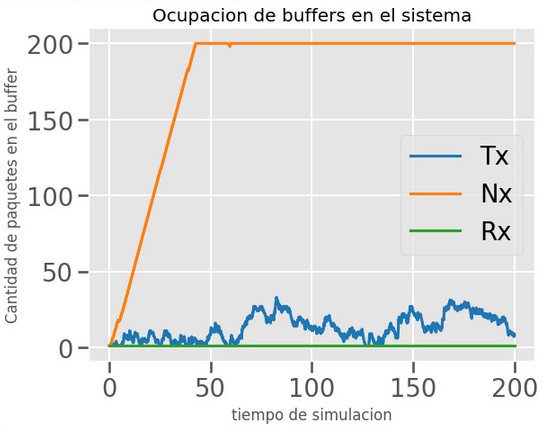 Ocupacion de buffers en el sistema
Cantidad de paquetes en el buffer
200
150
100
50
0
Tx
Nx
Rx
0 50 100 150 200
tiempo de simulacion